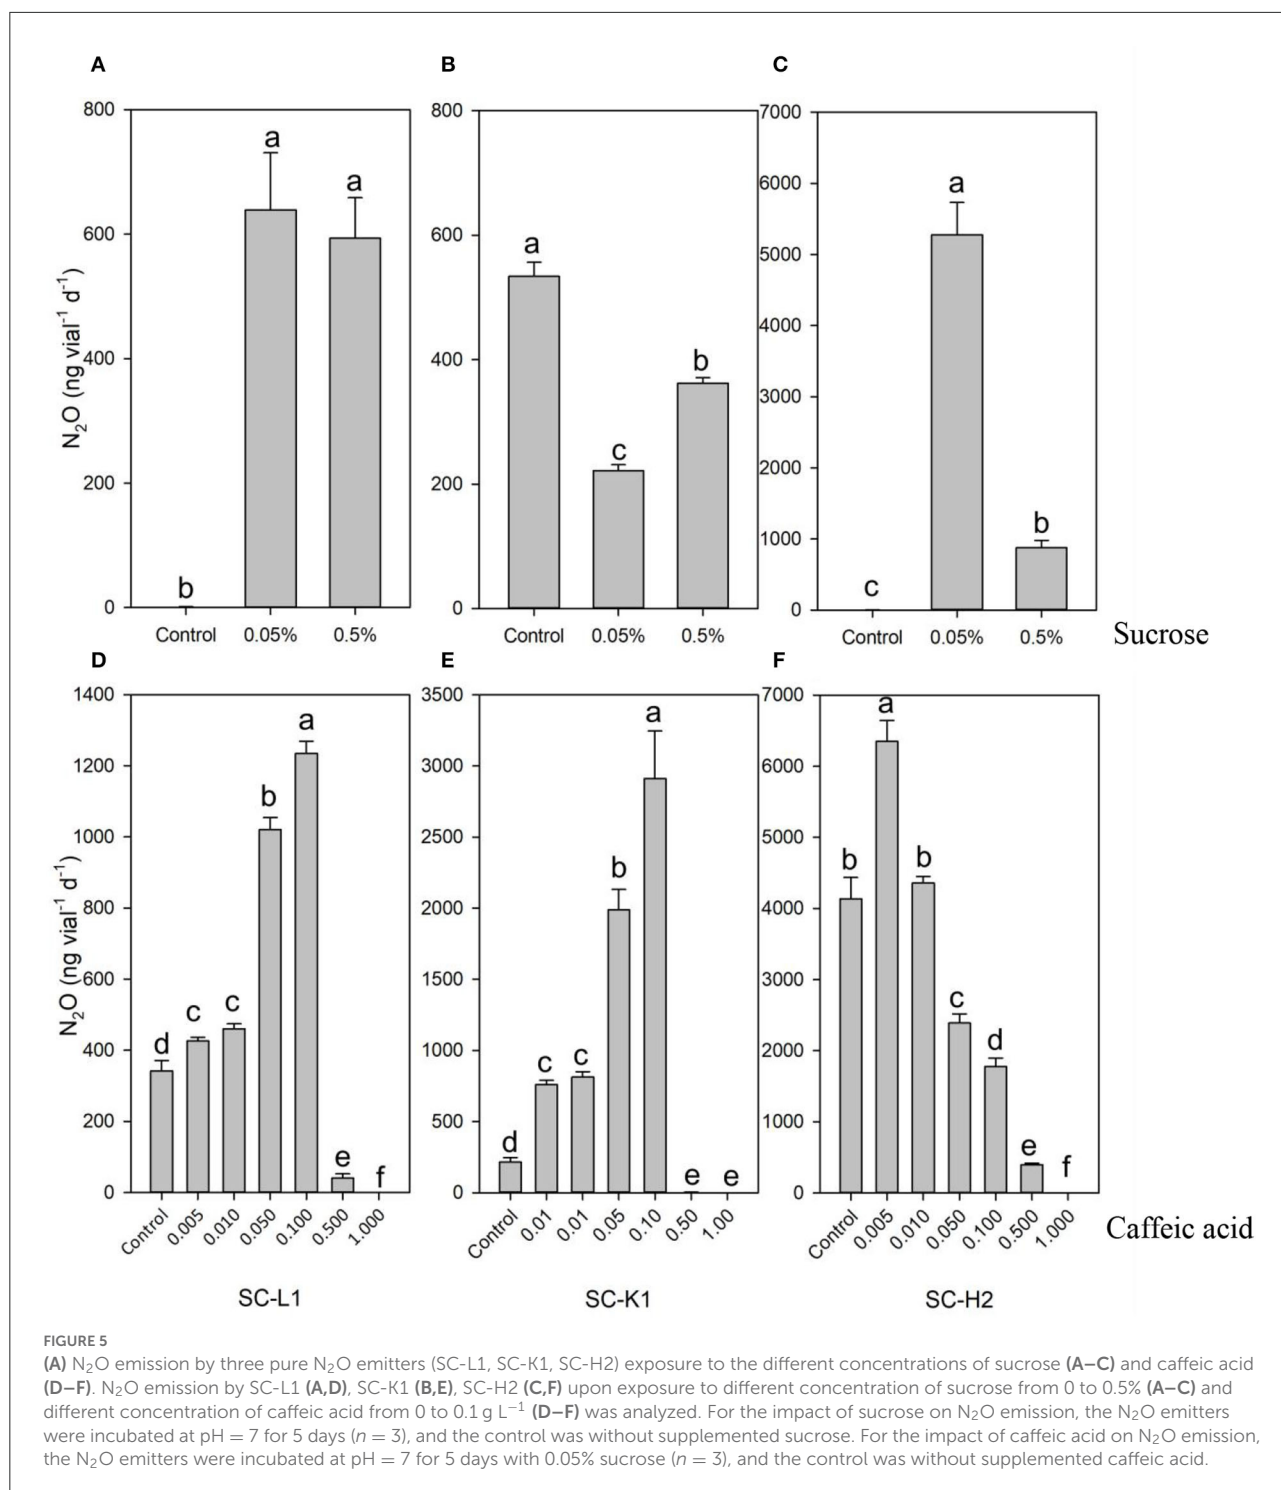 A
B
C
800
600
400
200
0
N₂O (ng vial⁻¹ d⁻¹)
a
a
b
Control 0.05% 0.5%
800
600
400
200
0
a
c
b
Control 0.05% 0.5%
7000
6000
5000
4000
3000
2000
1000
0
a
b
c
Control 0.05% 0.5%
Sucrose
D
E
F
1400
1200
1000
800
600
400
200
0
N₂O (ng vial⁻¹ d⁻¹)
d
c
c
b
a
e
f
Control 0.005 0.010 0.050 0.100 0.500 1.000
SC-L1
3500
3000
2500
2000
1500
1000
500
0
d
c
c
b
a
e
e
Control 0.01 0.01 0.05 0.10 0.50 1.00
SC-K1
7000
6000
5000
4000
3000
2000
1000
0
b
a
b
c
d
e
f
Control 0.005 0.010 0.050 0.100 0.500 1.000
SC-H2
Caffeic acid
FIGURE 5
(A) N₂O emission by three pure N₂O emitters (SC-L1, SC-K1, SC-H2) exposure to the different concentrations of sucrose (A–C) and caffeic acid
(D–F). N₂O emission by SC-L1 (A,D), SC-K1 (B,E), SC-H2 (C,F) upon exposure to different concentration of sucrose from 0 to 0.5% (A–C) and
different concentration of caffeic acid from 0 to 0.1 g L⁻¹ (D–F) was analyzed. For the impact of sucrose on N₂O emission, the N₂O emitters
were incubated at pH = 7 for 5 days (n = 3), and the control was without supplemented sucrose. For the impact of caffeic acid on N₂O emission,
the N₂O emitters were incubated at pH = 7 for 5 days with 0.05% sucrose (n = 3), and the control was without supplemented caffeic acid.